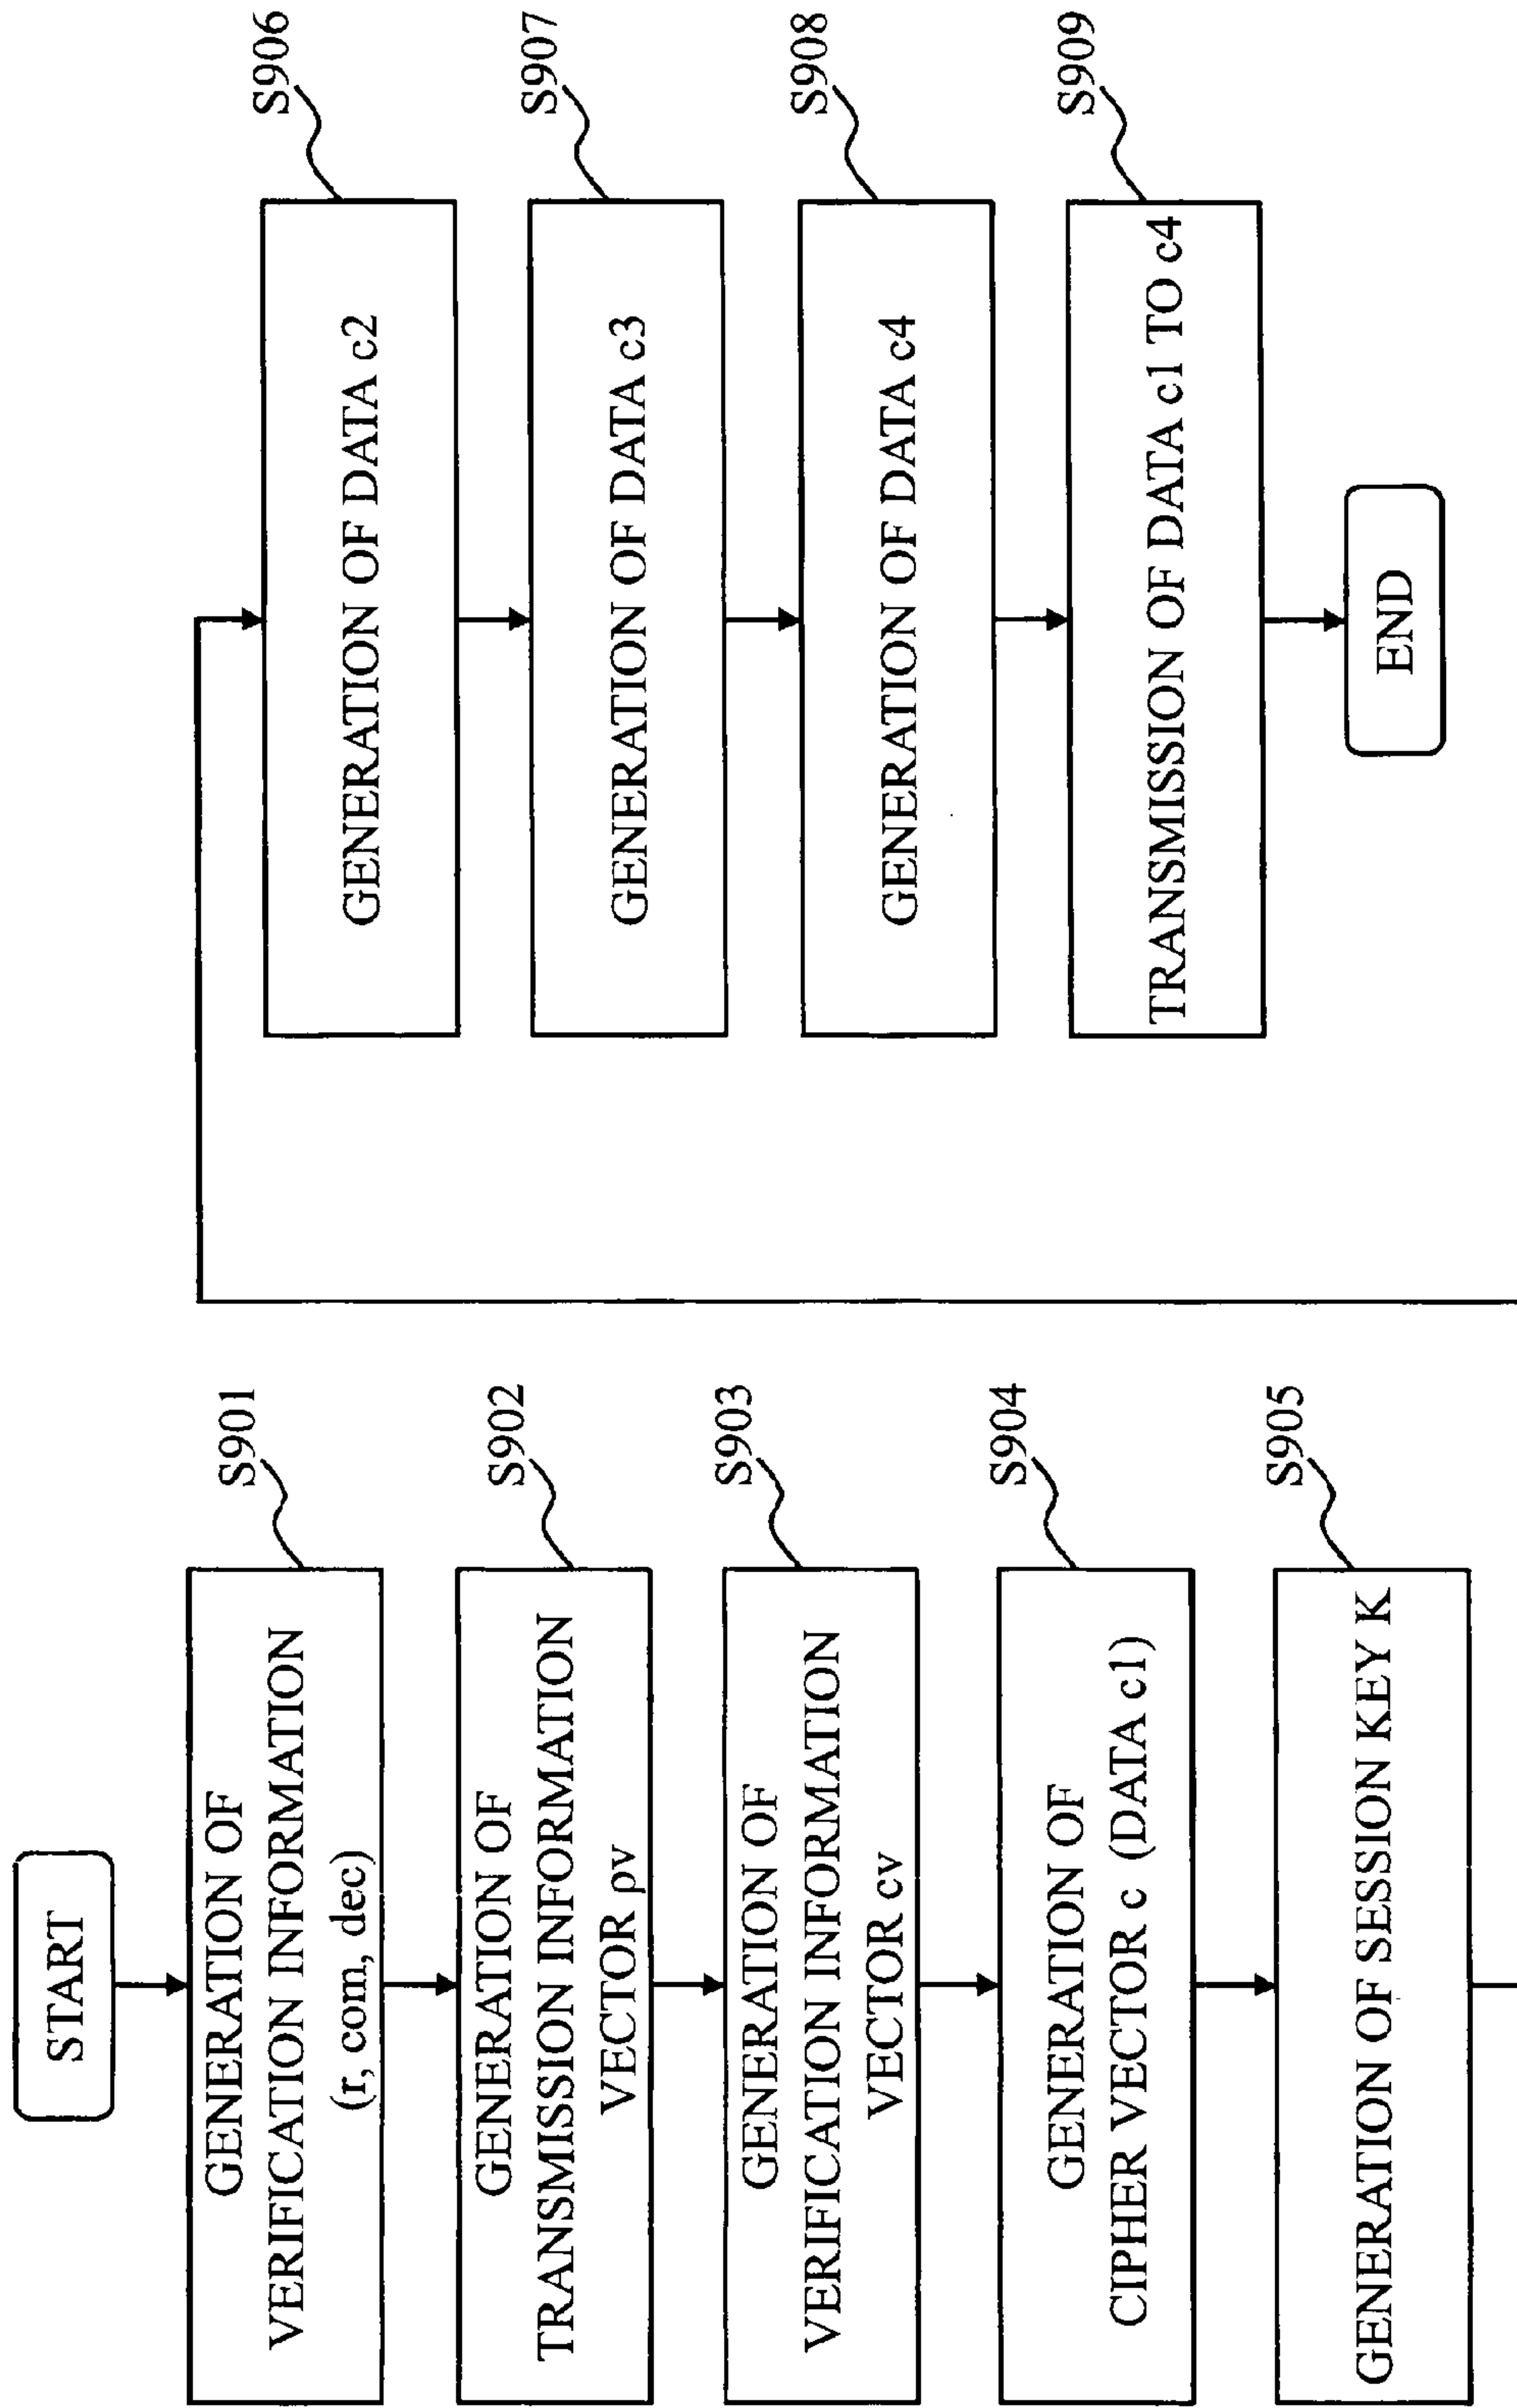 START
GENERATION OF
VERIFICATION INFORMATION
(r, com, dec)
S901
GENERATION OF
TRANSMISSION INFORMATION
VECTOR ρv
S902
GENERATION OF
VERIFICATION INFORMATION
VECTOR cv
S903
GENERATION OF
CIPHER VECTOR c (DATA c1)
S904
GENERATION OF SESSION KEY K
S905
GENERATION OF DATA c2
S906
GENERATION OF DATA c3
S907
GENERATION OF DATA c4
S908
TRANSMISSION OF DATA c1 TO c4
S909
END